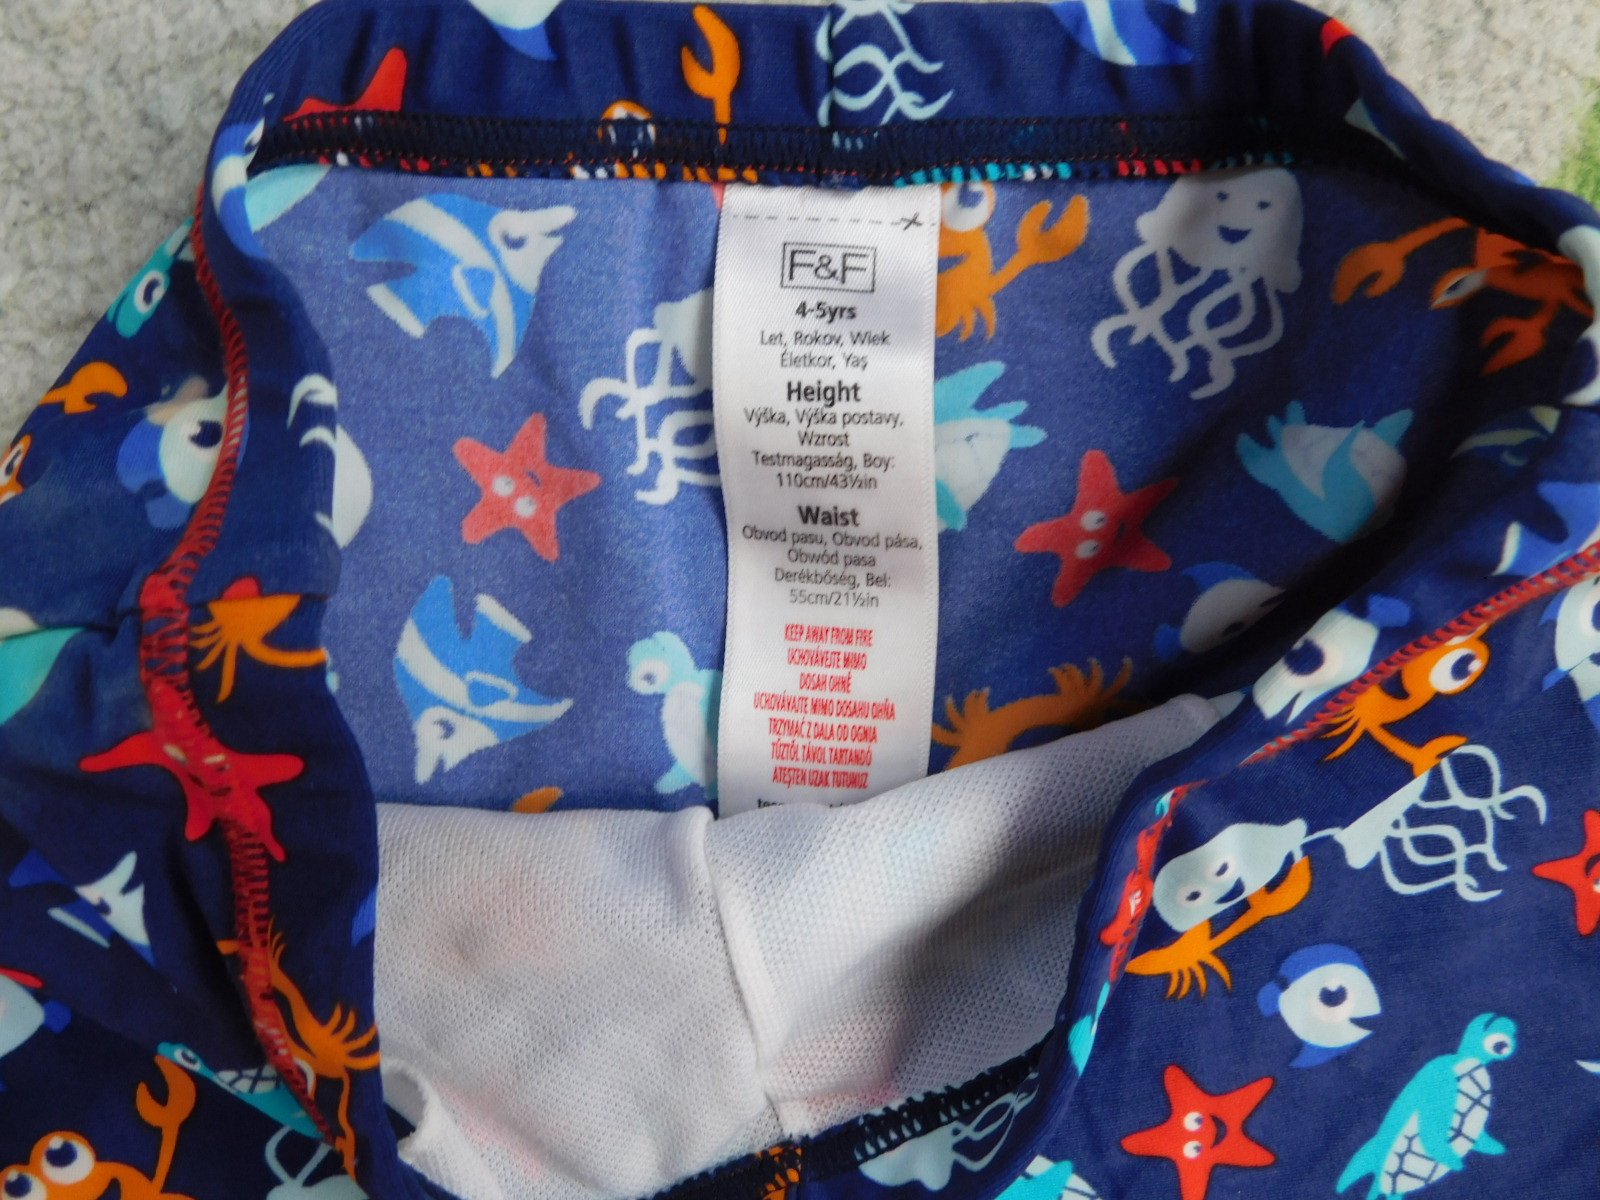 F&F
4-5yrs
Let, Rokov, Wiek
Életkor, Yaş
Height
Výška, Výška postavy,
Wzrost
Testmagasság, Boy:
110cm/43½in
Waist
Obvod pasu, Obvod pása,
Obwód pasa
Derékbőség, Bel:
55cm/21½in
KEEP AWAY FROM FIRE
UCHOVÁVEJTE MIMO
DOSAH OHNĚ
UCHOVÁVAJTE MIMO DOSAHU OHŇA
TRZYMAĆ Z DALA OD OGNIA
TŰZTŐL TÁVOL TARTANDÓ
ATEŞTEN UZAK TUTUNUZ